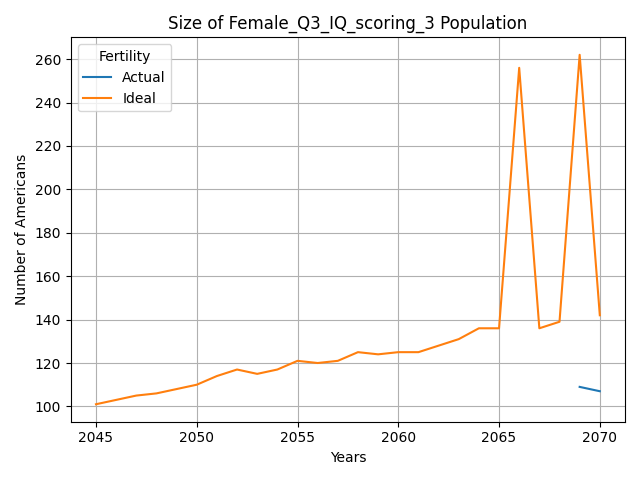 Size of Female_Q3_IQ_scoring_3 Population
Fertility
Actual
Ideal
Number of Americans
260
240
220
200
180
160
140
120
100
2045 2050 2055 2060 2065 2070
Years